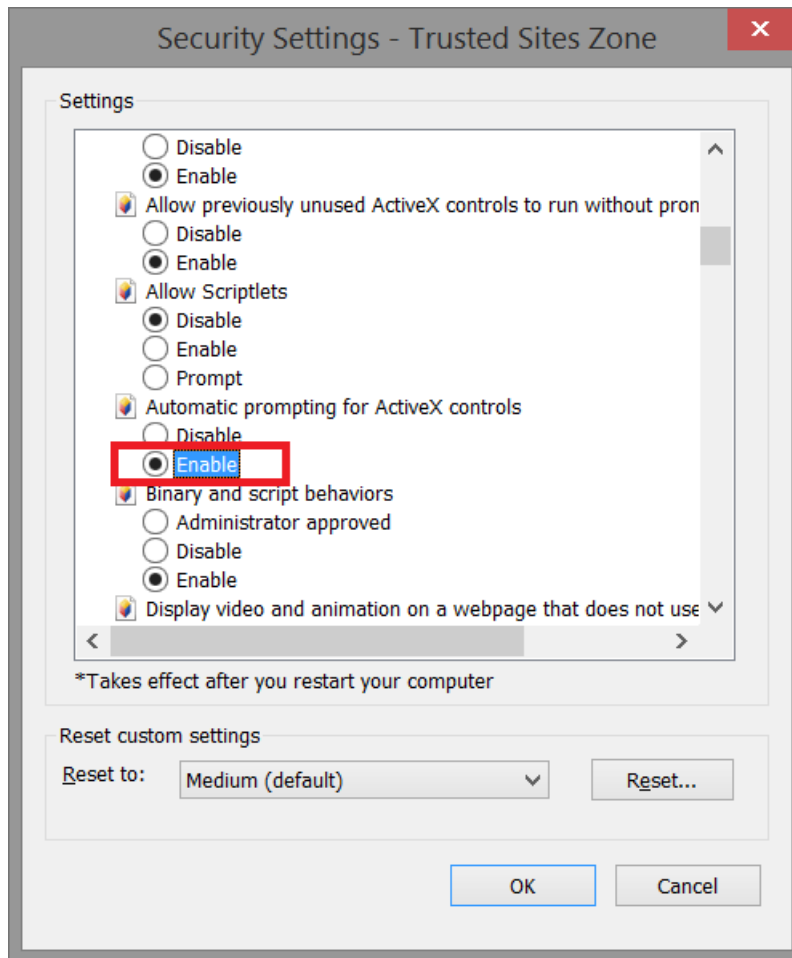 Security Settings - Trusted Sites Zone
Settings
Disable
Enable
Allow previously unused ActiveX controls to run without pron
Disable
Enable
Allow Scriptlets
Disable
Enable
Prompt
Automatic prompting for ActiveX controls
Disable
Enable
Binary and script behaviors
Administrator approved
Disable
Enable
Display video and animation on a webpage that does not use
*Takes effect after you restart your computer
Reset custom settings
Reset to:
Medium (default)
Reset...
OK
Cancel